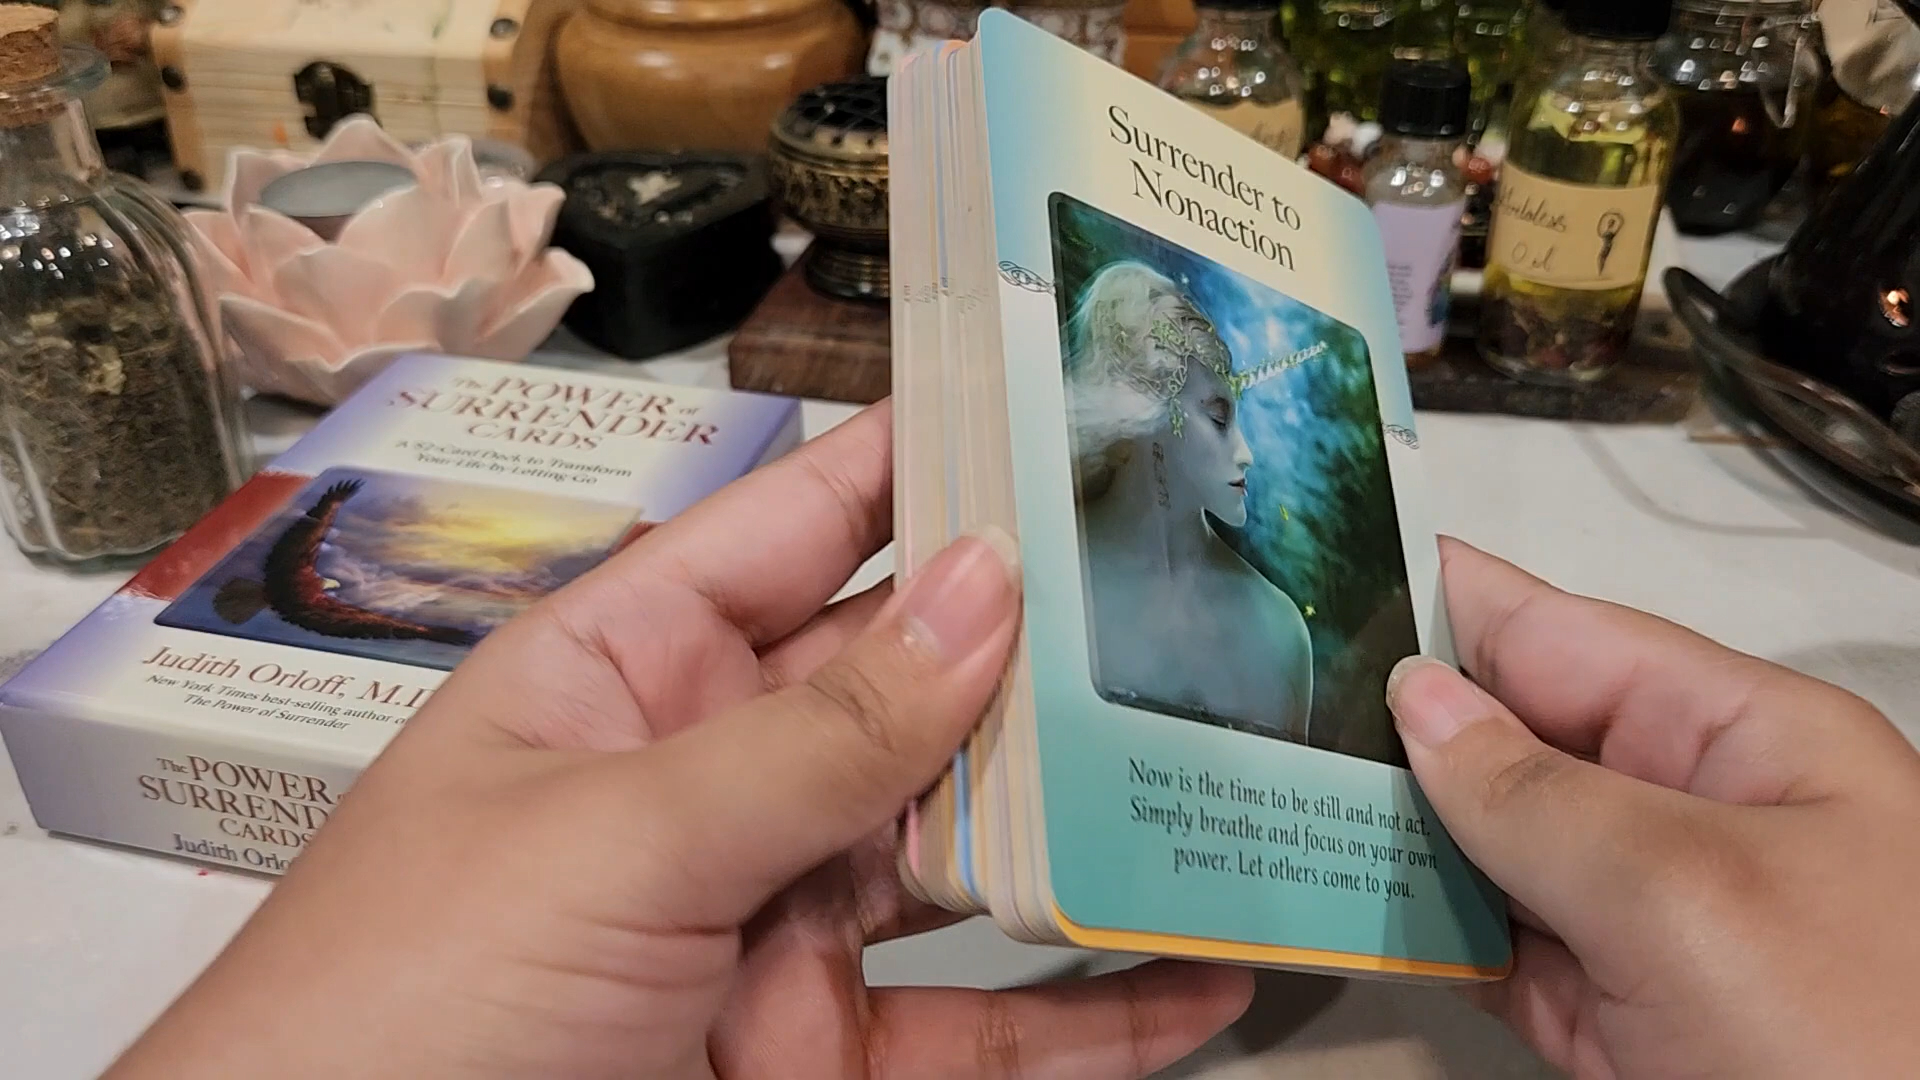 Surrender to
Nonaction
Now is the time to be still and not act.
Simply breathe and focus on your own
power. Let others come to you.
The POWER of
SURRENDER
CARDS
A 52-Card Deck to Transform
Your Life by Letting Go
Judith Orloff, M.D
New York Times best-selling author of
The Power of Surrender
The POWER
SURREND
CARDS
Judith Orlo
Oil